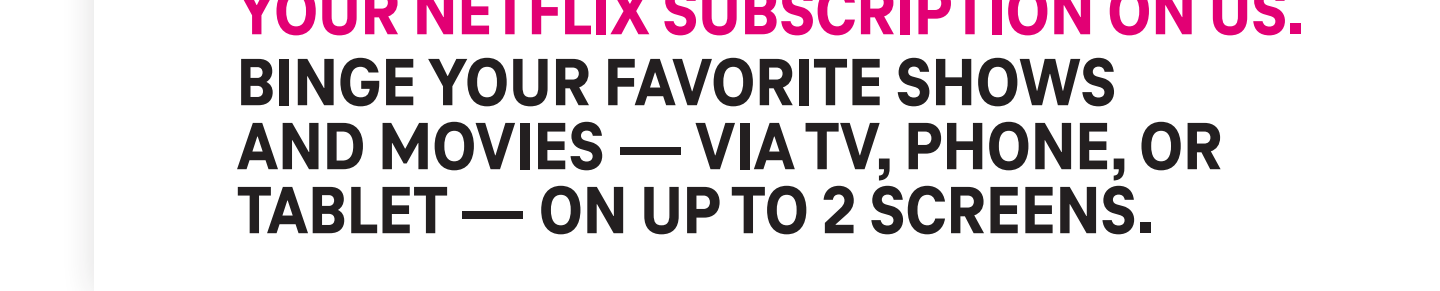 YOUR NETFLIX SUBSCRIPTION ON US.
BINGE YOUR FAVORITE SHOWS
AND MOVIES — VIA TV, PHONE, OR
TABLET — ON UP TO 2 SCREENS.